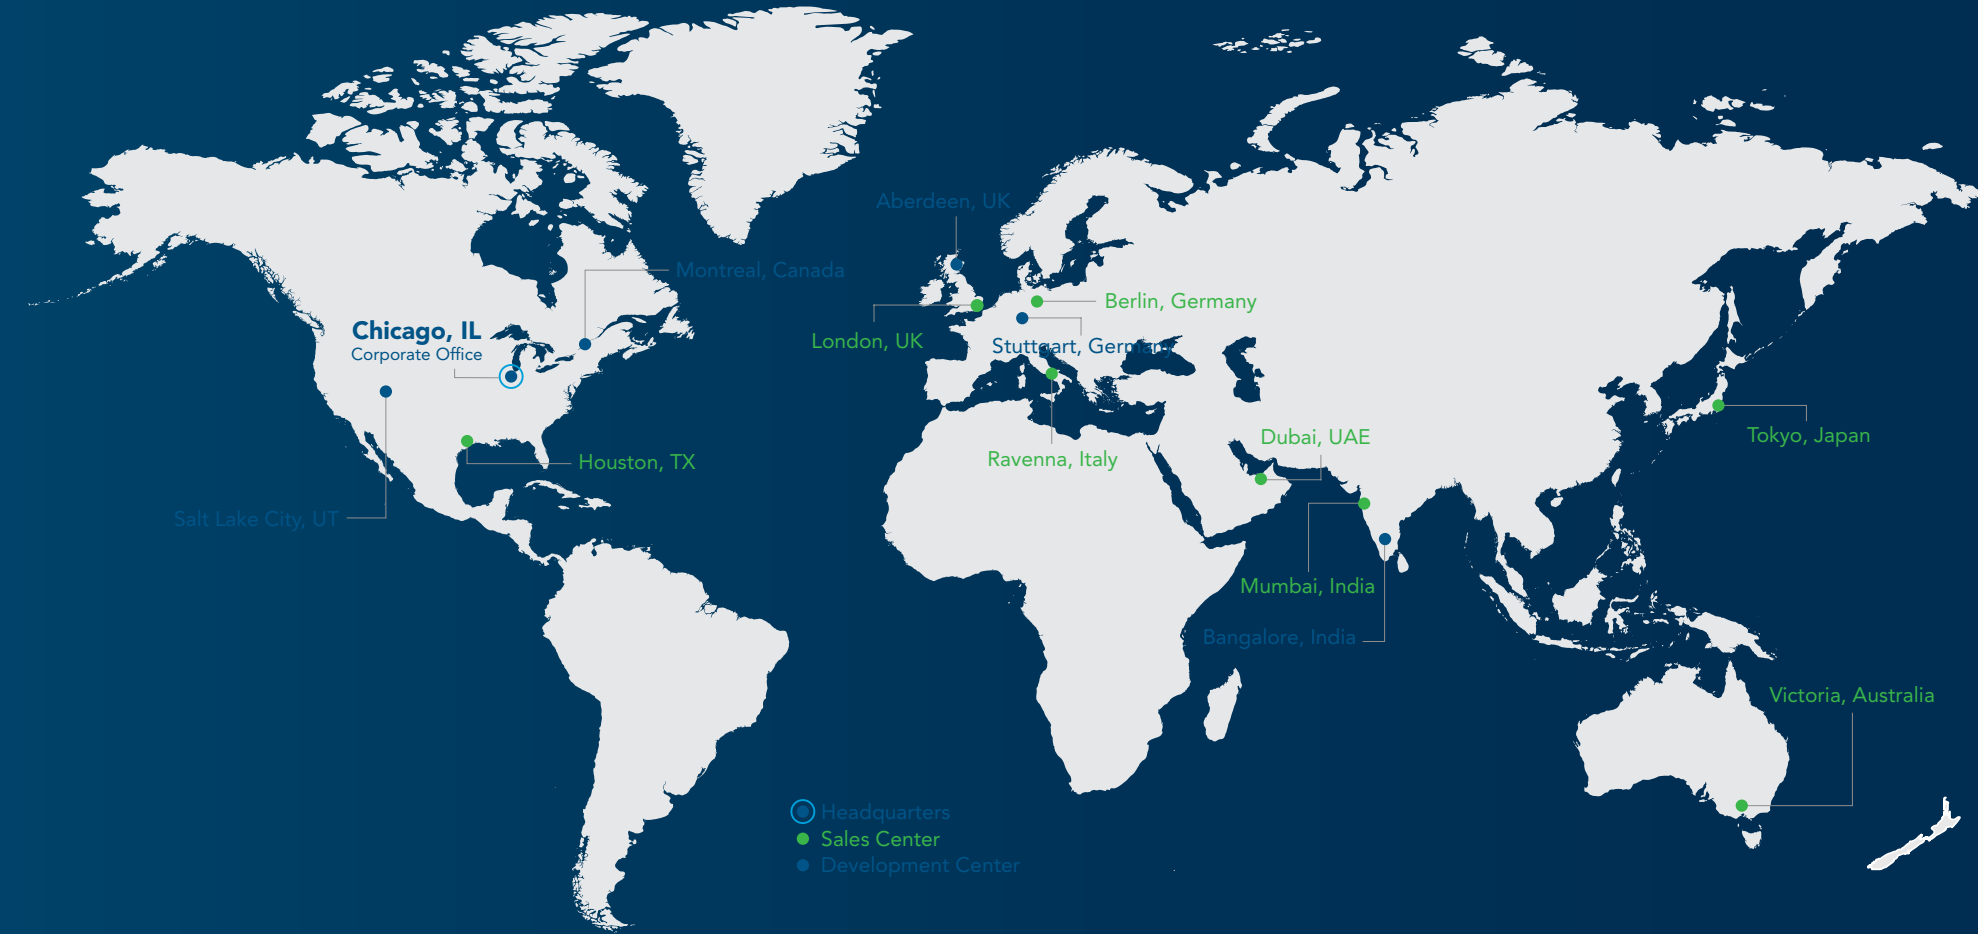 Aberdeen, UK
Montreal, Canada
Berlin, Germany
Chicago, IL
Corporate Office
London, UK
Stuttgart, Germany
Dubai, UAE
Tokyo, Japan
Houston, TX
Ravenna, Italy
Salt Lake City, UT
Mumbai, India
Bangalore, India
Victoria, Australia
Headquarters
Sales Center
Development Center